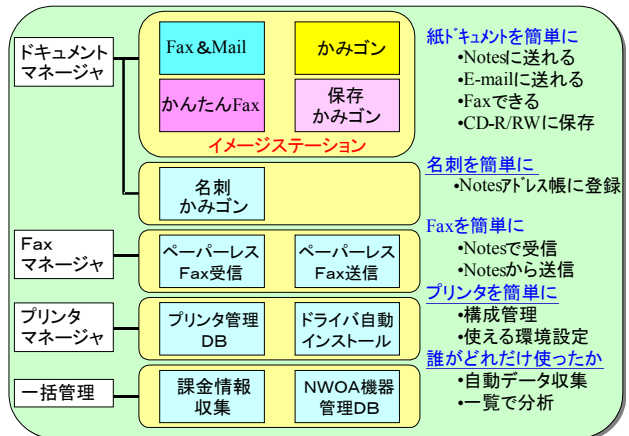 ドキュメント
マネージャ
Fax＆Mail
かみゴン
かんたんFax
保存
かみゴン
イメージステーション
紙ドキュメントを簡単に
•Notesに送れる
•E-mailに送れる
•Faxできる
•CD-R/RWに保存
名刺
かみゴン
名刺を簡単に
•Notesアドレス帳に登録
Fax
マネージャ
ペーパーレス
Fax受信
ペーパーレス
Fax送信
Faxを簡単に
•Notesで受信
•Notesから送信
プリンタ
マネージャ
プリンタ管理
DB
ドライバ自動
インストール
プリンタを簡単に
•構成管理
•使える環境設定
一括管理
課金情報
収集
NWOA機器
管理DB
誰がどれだけ使ったか
•自動データ収集
•一覧で分析